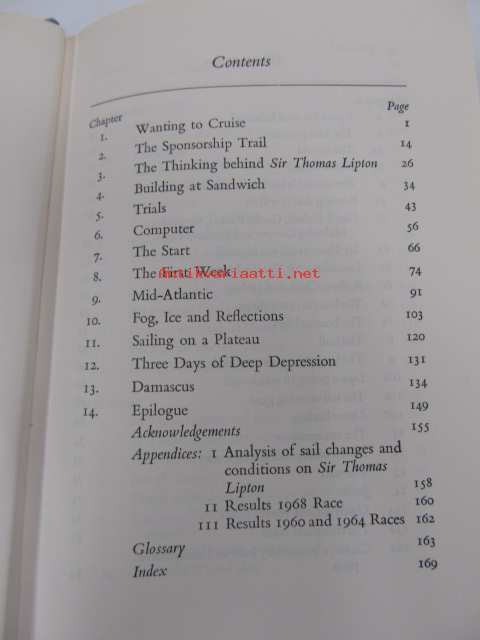 Contents
Chapter Page
1. Wanting to Cruise 1
2. The Sponsorship Trail 14
3. The Thinking behind Sir Thomas Lipton 26
4. Building at Sandwich 34
5. Trials 43
6. Computer 56
7. The Start 66
8. The First Week 74
antikvariaatti.net
9. Mid-Atlantic 91
10. Fog, Ice and Reflections 103
11. Sailing on a Plateau 120
12. Three Days of Deep Depression 131
13. Damascus 134
14. Epilogue 149
Acknowledgements 155
Appendices: I Analysis of sail changes and
conditions on Sir Thomas
Lipton 158
II Results 1968 Race 160
III Results 1960 and 1964 Races 162
Glossary 163
Index 169